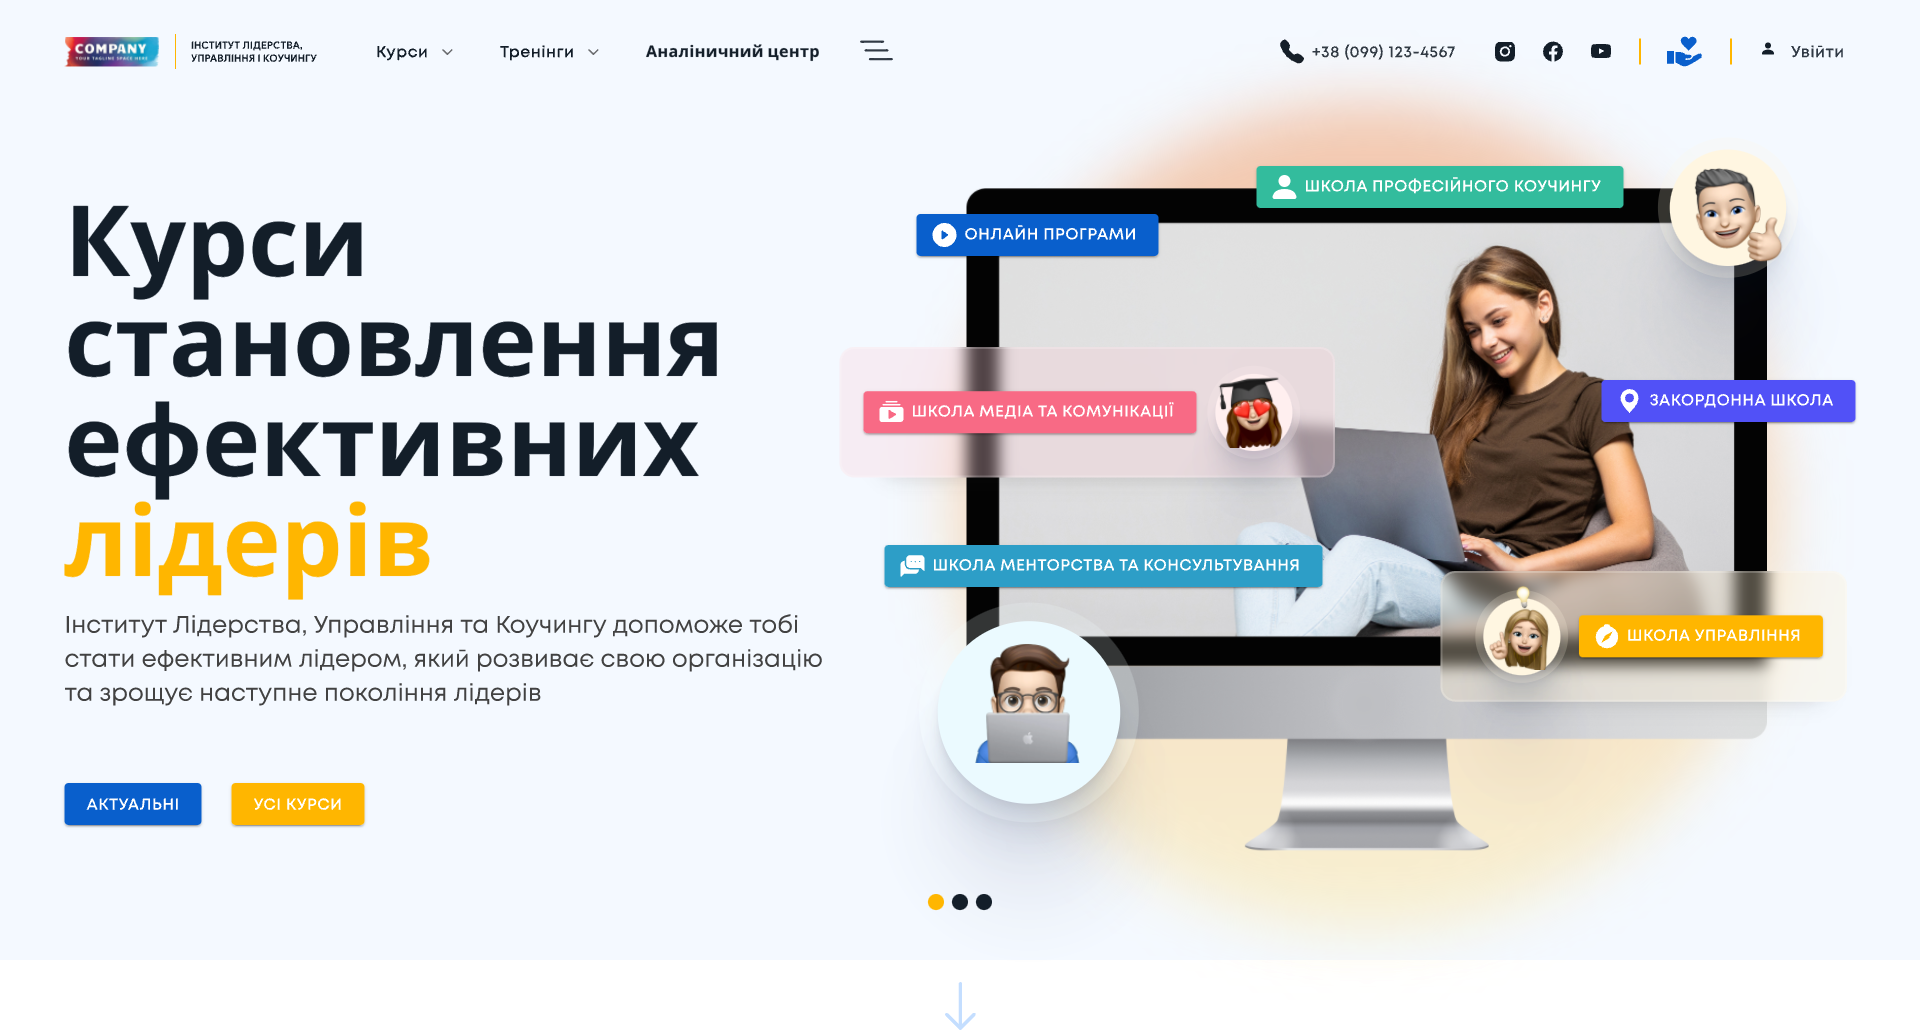 COMPANY
YOUR TAGLINE SPACE HERE
ІНСТИТУТ ЛІДЕРСТВА,
УПРАВЛІННЯ І КОУЧИНГУ
Курси
Тренінги
Аналіничний центр
+38 (099) 123-4567
Увійти
Курси
становлення
ефективних
лідерів
Інститут Лідерства, Управління та Коучингу допоможе тобі
стати ефективним лідером, який розвиває свою організацію
та зрощує наступне покоління лідерів
АКТУАЛЬНІ
УСІ КУРСИ
ШКОЛА ПРОФЕСІЙНОГО КОУЧИНГУ
ОНЛАЙН ПРОГРАМИ
ШКОЛА МЕДІА ТА КОМУНІКАЦІЇ
ЗАКОРДОННА ШКОЛА
ШКОЛА МЕНТОРСТВА ТА КОНСУЛЬТУВАННЯ
ШКОЛА УПРАВЛІННЯ